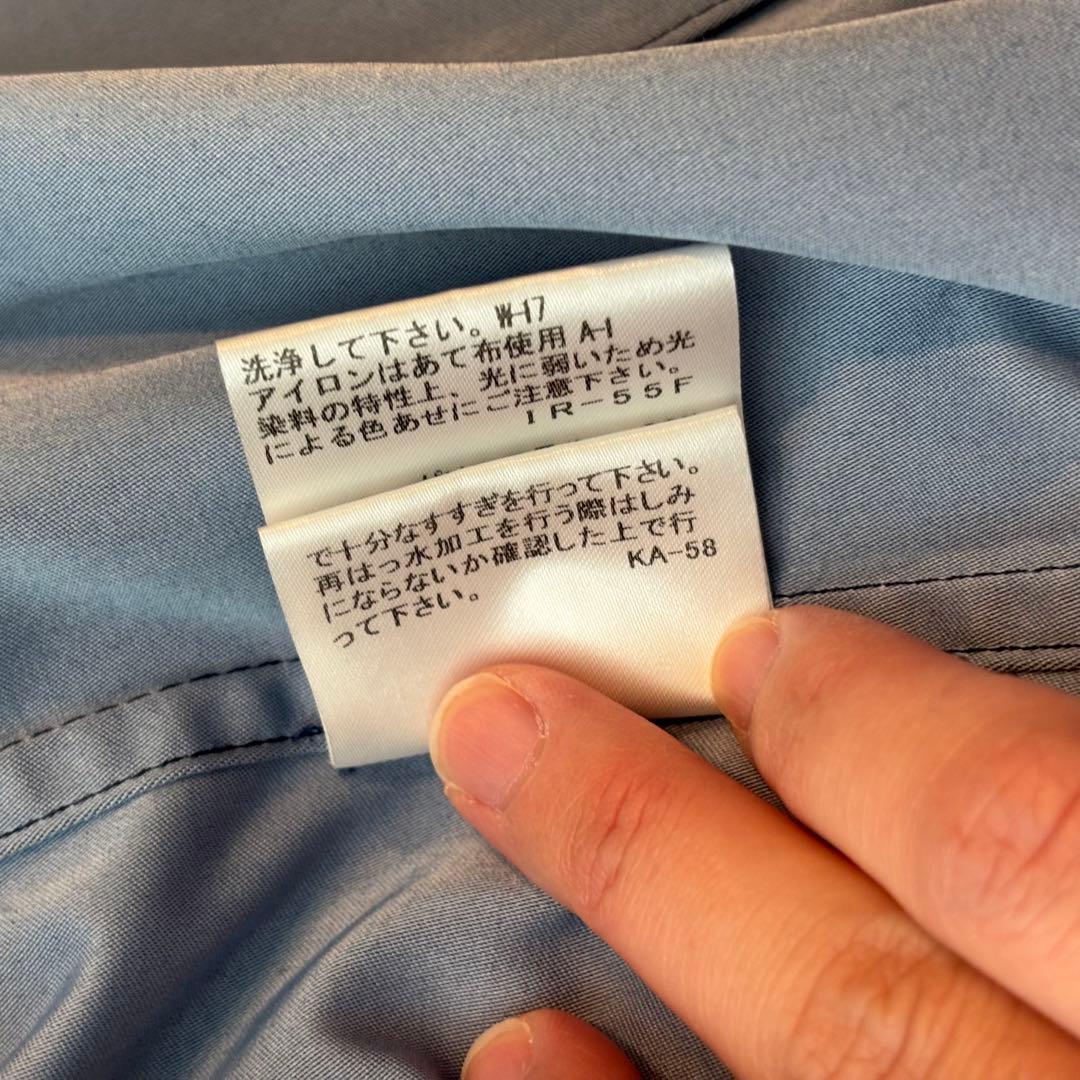 洗浄して下さい。W-17
アイロンはあて布使用 A-1
染料の特性上、光に弱いため光
による色あせにご注意下さい。
IR-55F
で十分なすすぎを行って下さい。
再はっ水加工を行う際はしみ
にならないか確認した上で行
って下さい。
KA-58